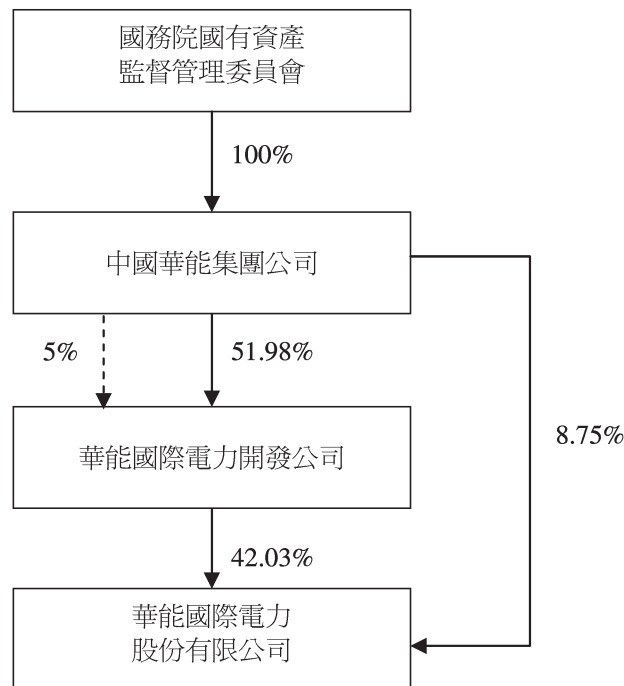 國務院國有資產
監督管理委員會
100%
中國華能集團公司
5%
51.98%
8.75%
華能國際電力開發公司
42.03%
華能國際電力
股份有限公司